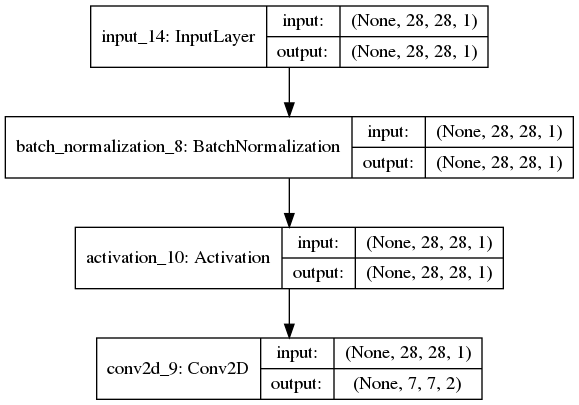 input_14: InputLayer
input: (None, 28, 28, 1)
output: (None, 28, 28, 1)
batch_normalization_8: BatchNormalization
input: (None, 28, 28, 1)
output: (None, 28, 28, 1)
activation_10: Activation
input: (None, 28, 28, 1)
output: (None, 28, 28, 1)
conv2d_9: Conv2D
input: (None, 28, 28, 1)
output: (None, 7, 7, 2)